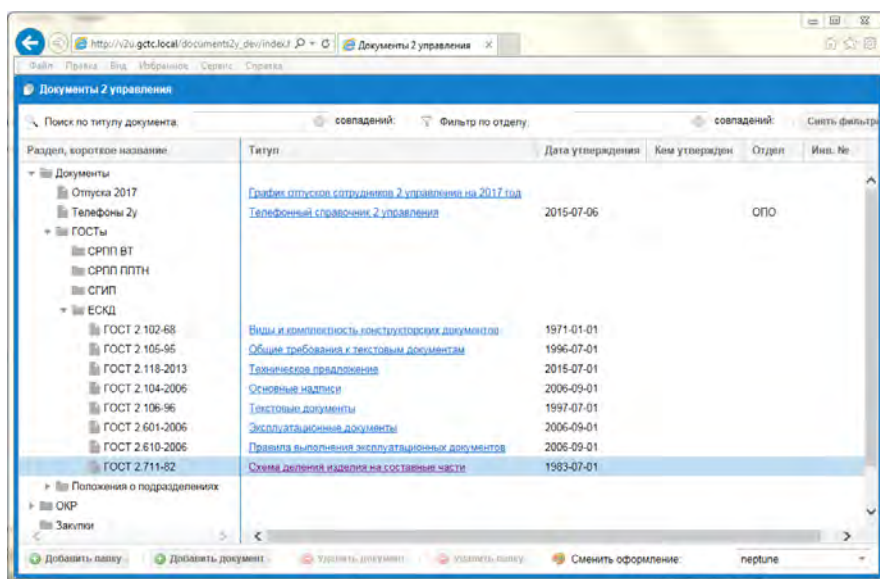 http://v2u.gctc.local/documents2y_dev/index.l
Документы 2 управления
Файл Правка Вид Избранное Сервис Справка
Документы 2 управления
Поиск по титулу документа: совпадений: Фильтр по отделу: совпадений: Снять фильтр
Раздел, короткое название Титул Дата утверждения Кем утвержден Отдел Инв. №
Документы
Отпуска 2017 График отпусков сотрудников 2 управления на 2017 год
Телефоны 2у Телефонный справочник 2 управления 2015-07-06 ОПО
ГОСТы
СРПП ВТ
СРПП ППТН
СГИП
ЕСКД
ГОСТ 2.102-68 Виды и комплектность конструкторских документов 1971-01-01
ГОСТ 2.105-95 Общие требования к текстовым документам 1996-07-01
ГОСТ 2.118-2013 Техническое предложение 2015-07-01
ГОСТ 2.104-2006 Основные надписи 2006-09-01
ГОСТ 2.106-96 Текстовые документы 1997-07-01
ГОСТ 2.601-2006 Эксплуатационные документы 2006-09-01
ГОСТ 2.610-2006 Правила выполнения эксплуатационных документов 2006-09-01
ГОСТ 2.711-82 Схема деления изделия на составные части 1983-07-01
Положения о подразделениях
ОКР
Закупки
Добавить папку Добавить документ Удалить документ Удалить папку Сменить оформление: neptune